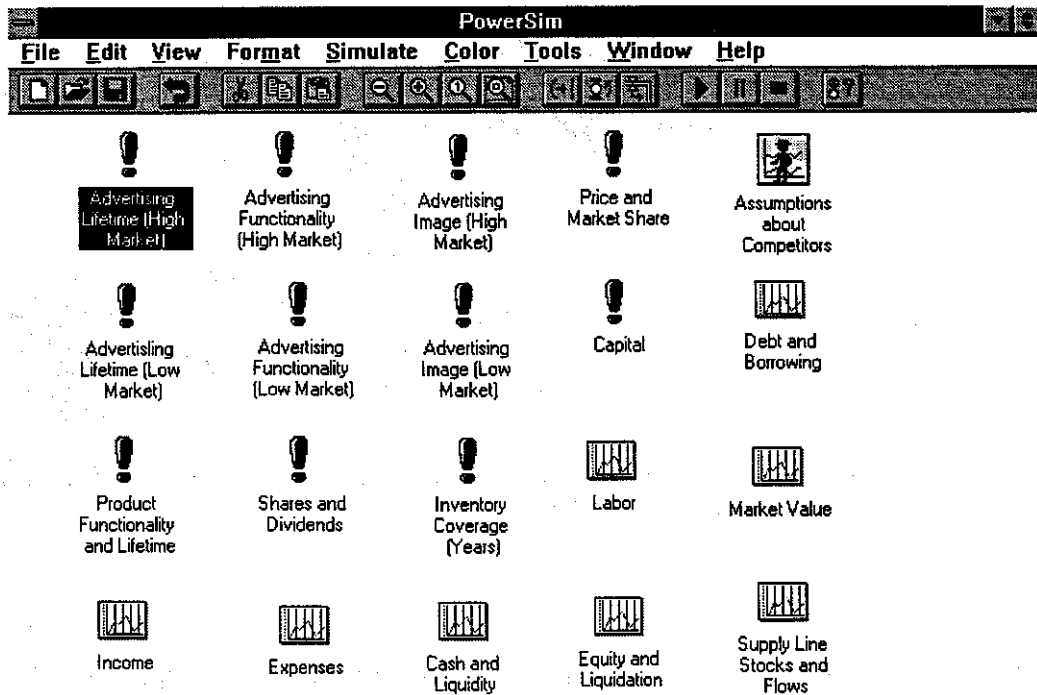 PowerSim
File Edit View Format Simulate Color Tools Window Help
Advertising
Lifetime (High
Market)
Advertising
Functionality
(High Market)
Advertising
Image (High
Market)
Price and
Market Share
Assumptions
about
Competitors
Advertisling
Lifetime (Low
Market)
Advertising
Functionality
(Low Market)
Advertising
Image (Low
Market)
Capital
Debt and
Borrowing
Product
Functionality
and Lifetime
Shares and
Dividends
Inventory
Coverage
(Years)
Labor
Market Value
Income
Expenses
Cash and
Liquidity
Equity and
Liquidation
Supply Line
Stocks and
Flows